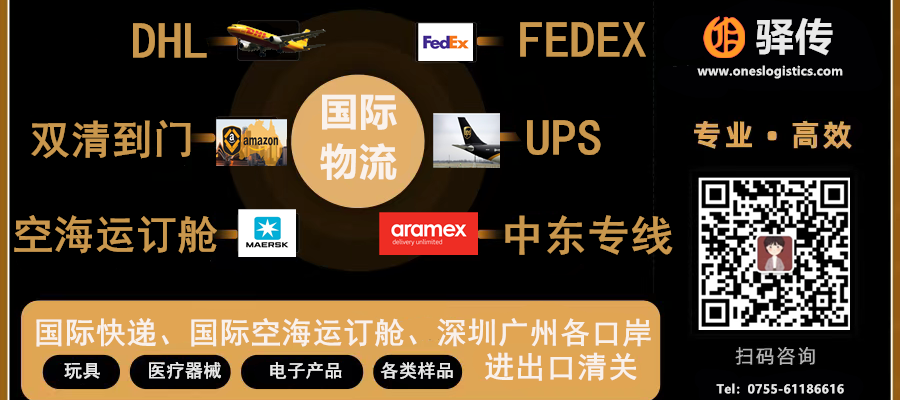 DHL
FedEx
FEDEX
驿传
www.oneslogistics.com
双清到门
amazon
国际
物流
UPS
专业·高效
空海运订舱
MAERSK
aramex
delivery unlimited
中东专线
国际快递、国际空海运订舱、深圳广州各口岸
进出口清关
玩具
医疗器械
电子产品
各类样品
扫码咨询
Tel: 0755-61186616